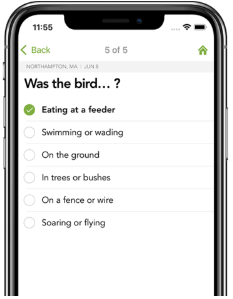 11:55
Back 5 of 5
NORTHAMPTON, MA / JUN 8
Was the bird... ?
Eating at a feeder
Swimming or wading
On the ground
In trees or bushes
On a fence or wire
Soaring or flying